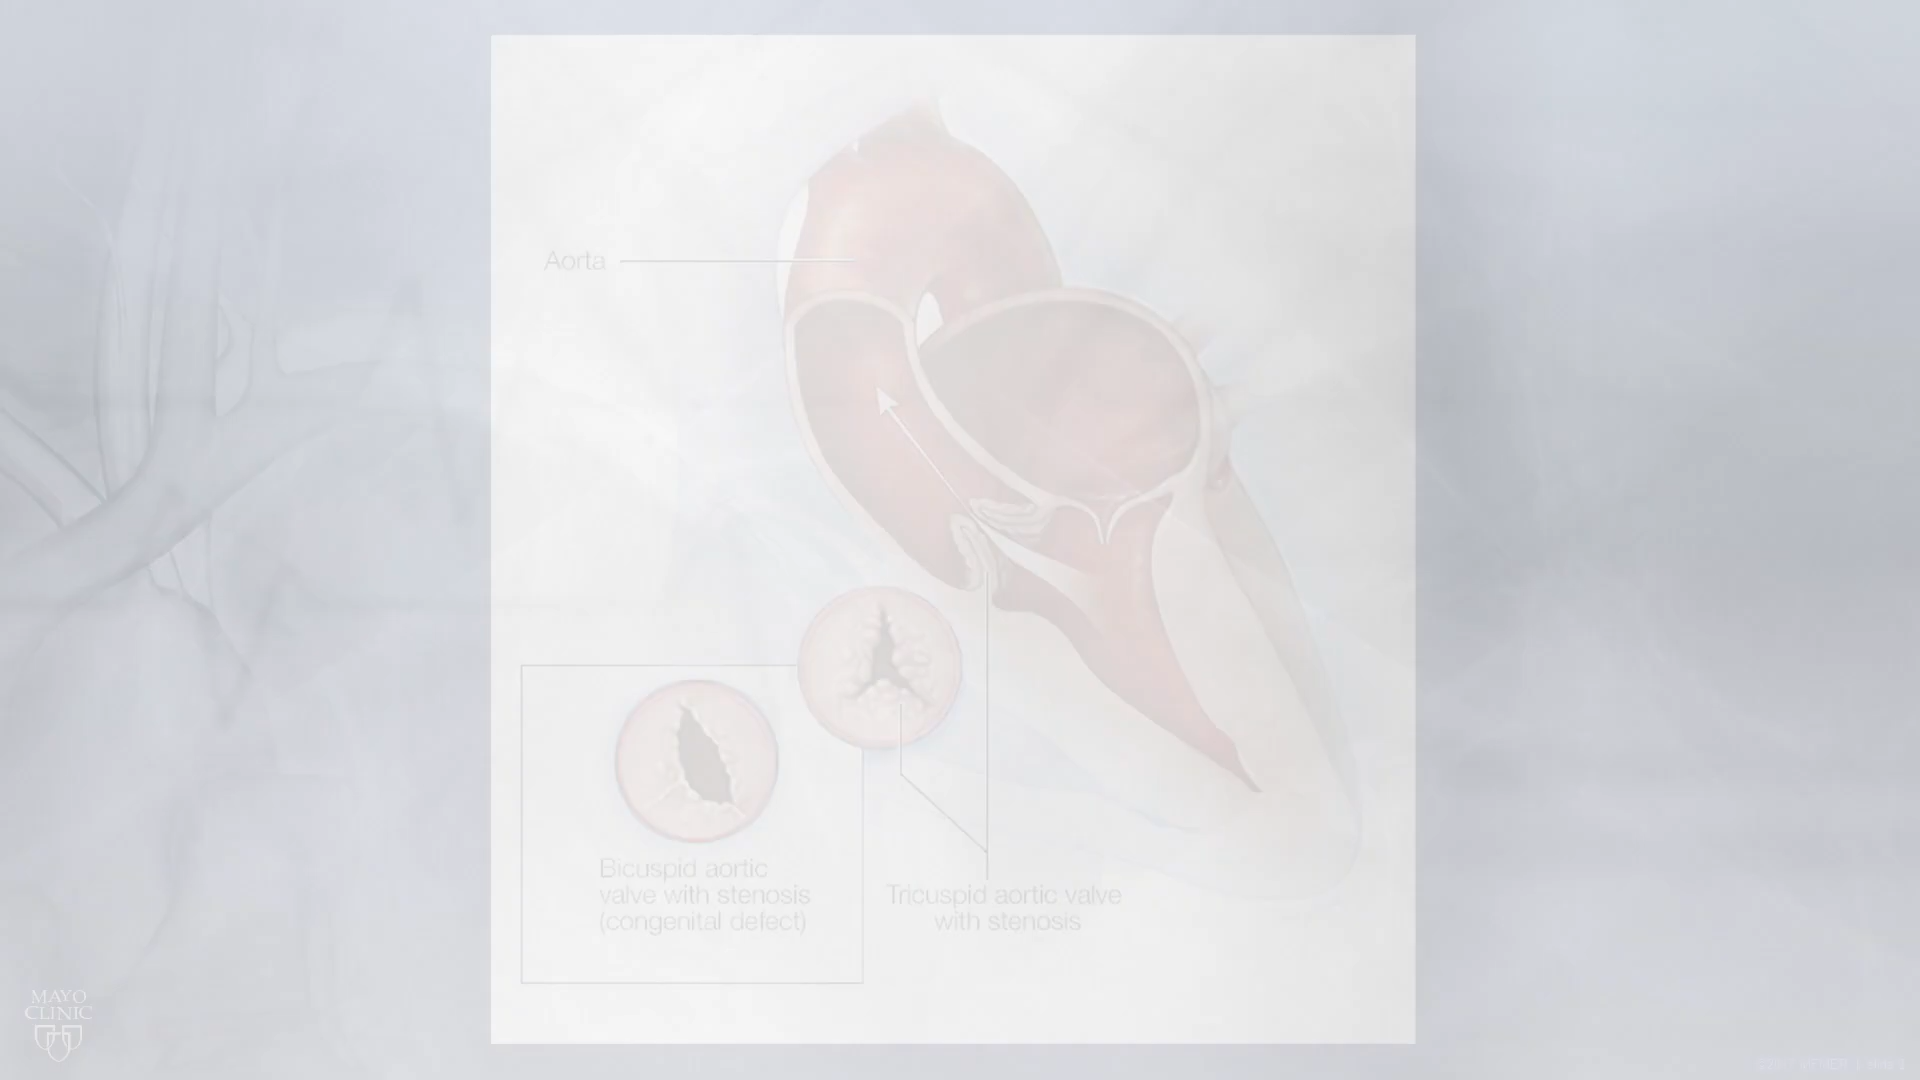 Aorta
Bicuspid aortic
valve with stenosis
(congenital defect)
Tricuspid aortic valve
with stenosis
MAYO
CLINIC